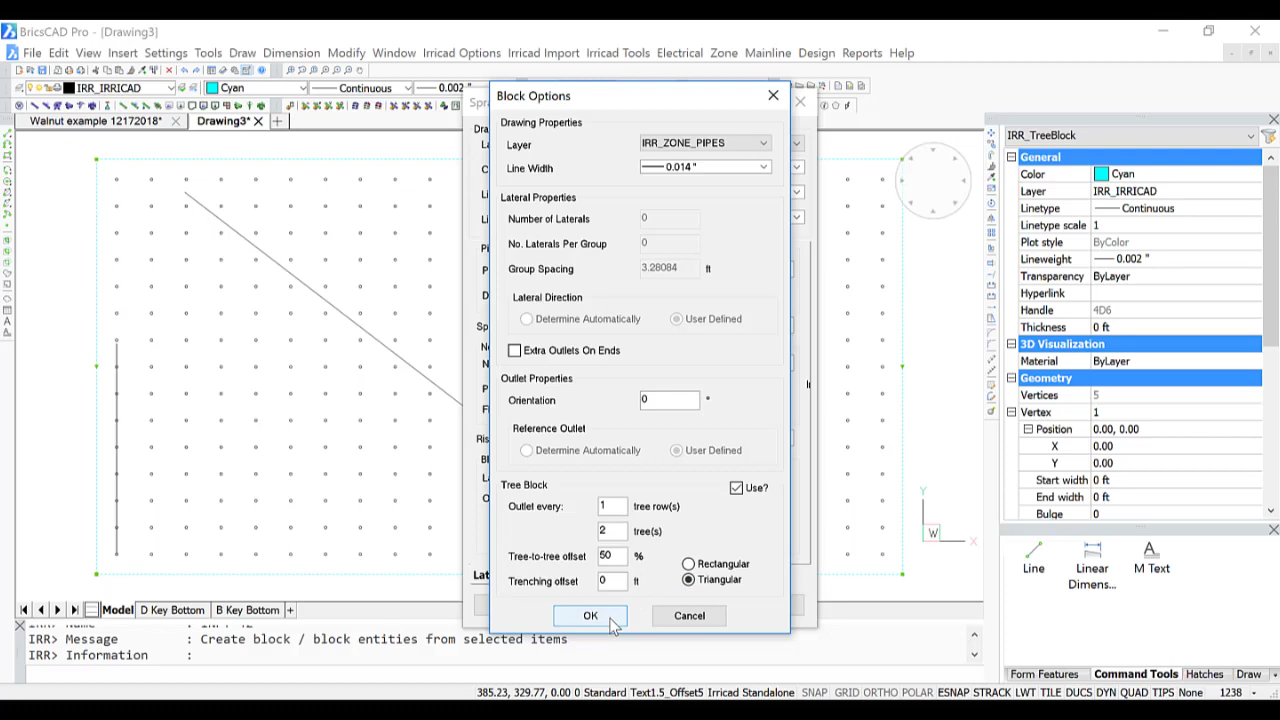 BricsCAD Pro - [Drawing3]
File Edit View Insert Settings Tools Draw Dimension Modify Window Irricad Options Irricad Import Irricad Tools Electrical Zone Mainline Design Reports Help
IRR_IRRICAD Cyan Continuous 0.002 "
Walnut example 12172018* Drawing3*
Block Options
Drawing Properties
Layer IRR_ZONE_PIPES
Line Width 0.014 "
Lateral Properties
Number of Laterals 0
No. Laterals Per Group 0
Group Spacing 3.28084 ft
Lateral Direction
Determine Automatically User Defined
Extra Outlets On Ends
Outlet Properties
Orientation 0 °
Reference Outlet
Determine Automatically User Defined
Tree Block Use?
Outlet every: 1 tree row(s)
2 tree(s)
Tree-to-tree offset 50 % Rectangular
Trenching offset 0 ft Triangular
OK Cancel
IRR_TreeBlock
General
Color Cyan
Layer IRR_IRRICAD
Linetype Continuous
Linetype scale 1
Plot style ByColor
Lineweight 0.002 "
Transparency ByLayer
Hyperlink
Handle 4D6
Thickness 0 ft
3D Visualization
Material ByLayer
Geometry
Vertices 5
Vertex 1
Position 0.00, 0.00
X 0.00
Y 0.00
Start width 0 ft
End width 0 ft
Bulge 0
Y
W X
Line Linear Dimens... M Text
Model D Key Bottom B Key Bottom
IRR> Message : Create block / block entities from selected items
IRR> Information :
Form Features Command Tools Hatches Draw
385.23, 329.77, 0.00 0 Standard Text1.5_Offset5 Irricad Standalone SNAP GRID ORTHO POLAR ESNAP STRACK LWT TILE DUCS DYN QUAD TIPS None 1238